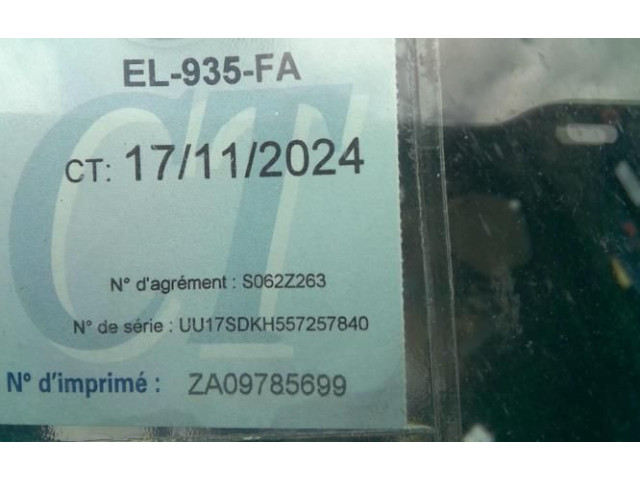 EL-935-FA
CT: 17/11/2024
N° d'agrément : S062Z263
N° de série : UU17SDKH557257840
N° d'imprimé : ZA09785699
CT